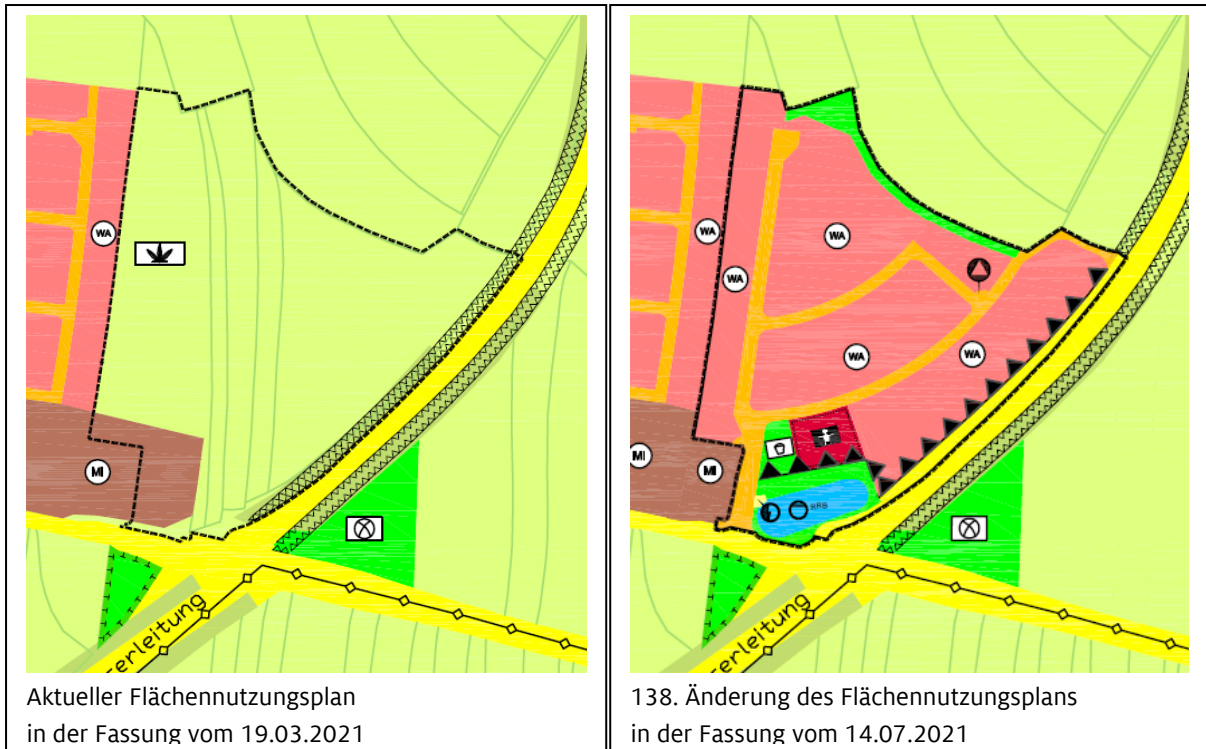 WA
MI
erleitung
Aktueller Flächennutzungsplan
in der Fassung vom 19.03.2021
WA
WA
WA
WA
WA
MI
MI
RRB
erleitung
138. Änderung des Flächennutzungsplans
in der Fassung vom 14.07.2021